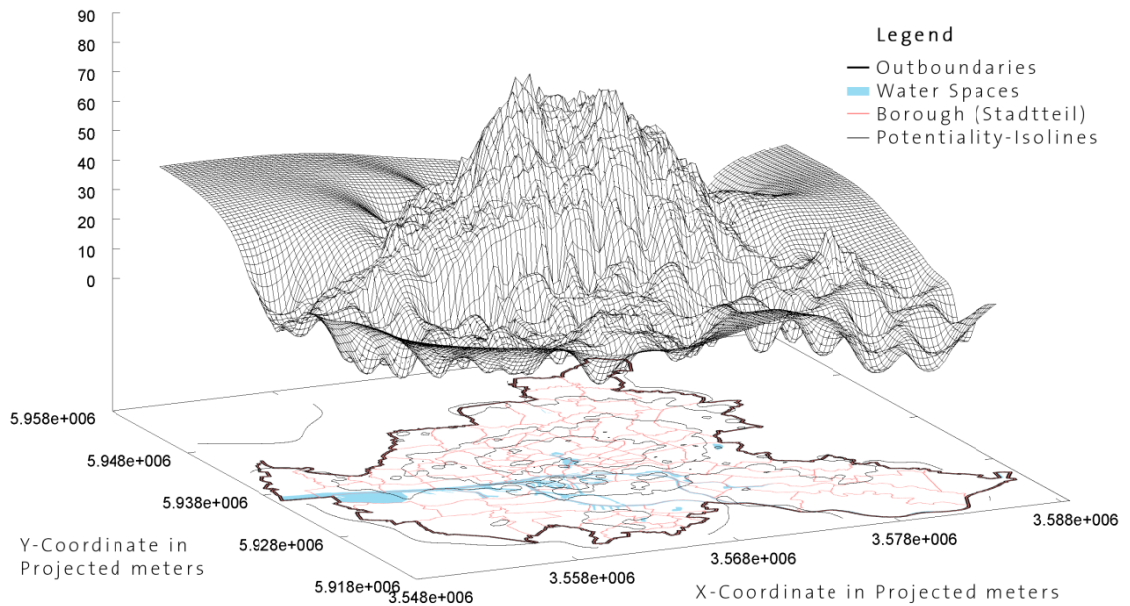 90
80
70
60
50
40
30
20
10
0
Legend
Outboundaries
Water Spaces
Borough (Stadtteil)
Potentiality-Isolines
5.958e+006
5.948e+006
5.938e+006
5.928e+006
5.918e+006
3.548e+006
3.558e+006
3.568e+006
3.578e+006
3.588e+006
Y-Coordinate in
Projected meters
X-Coordinate in Projected meters